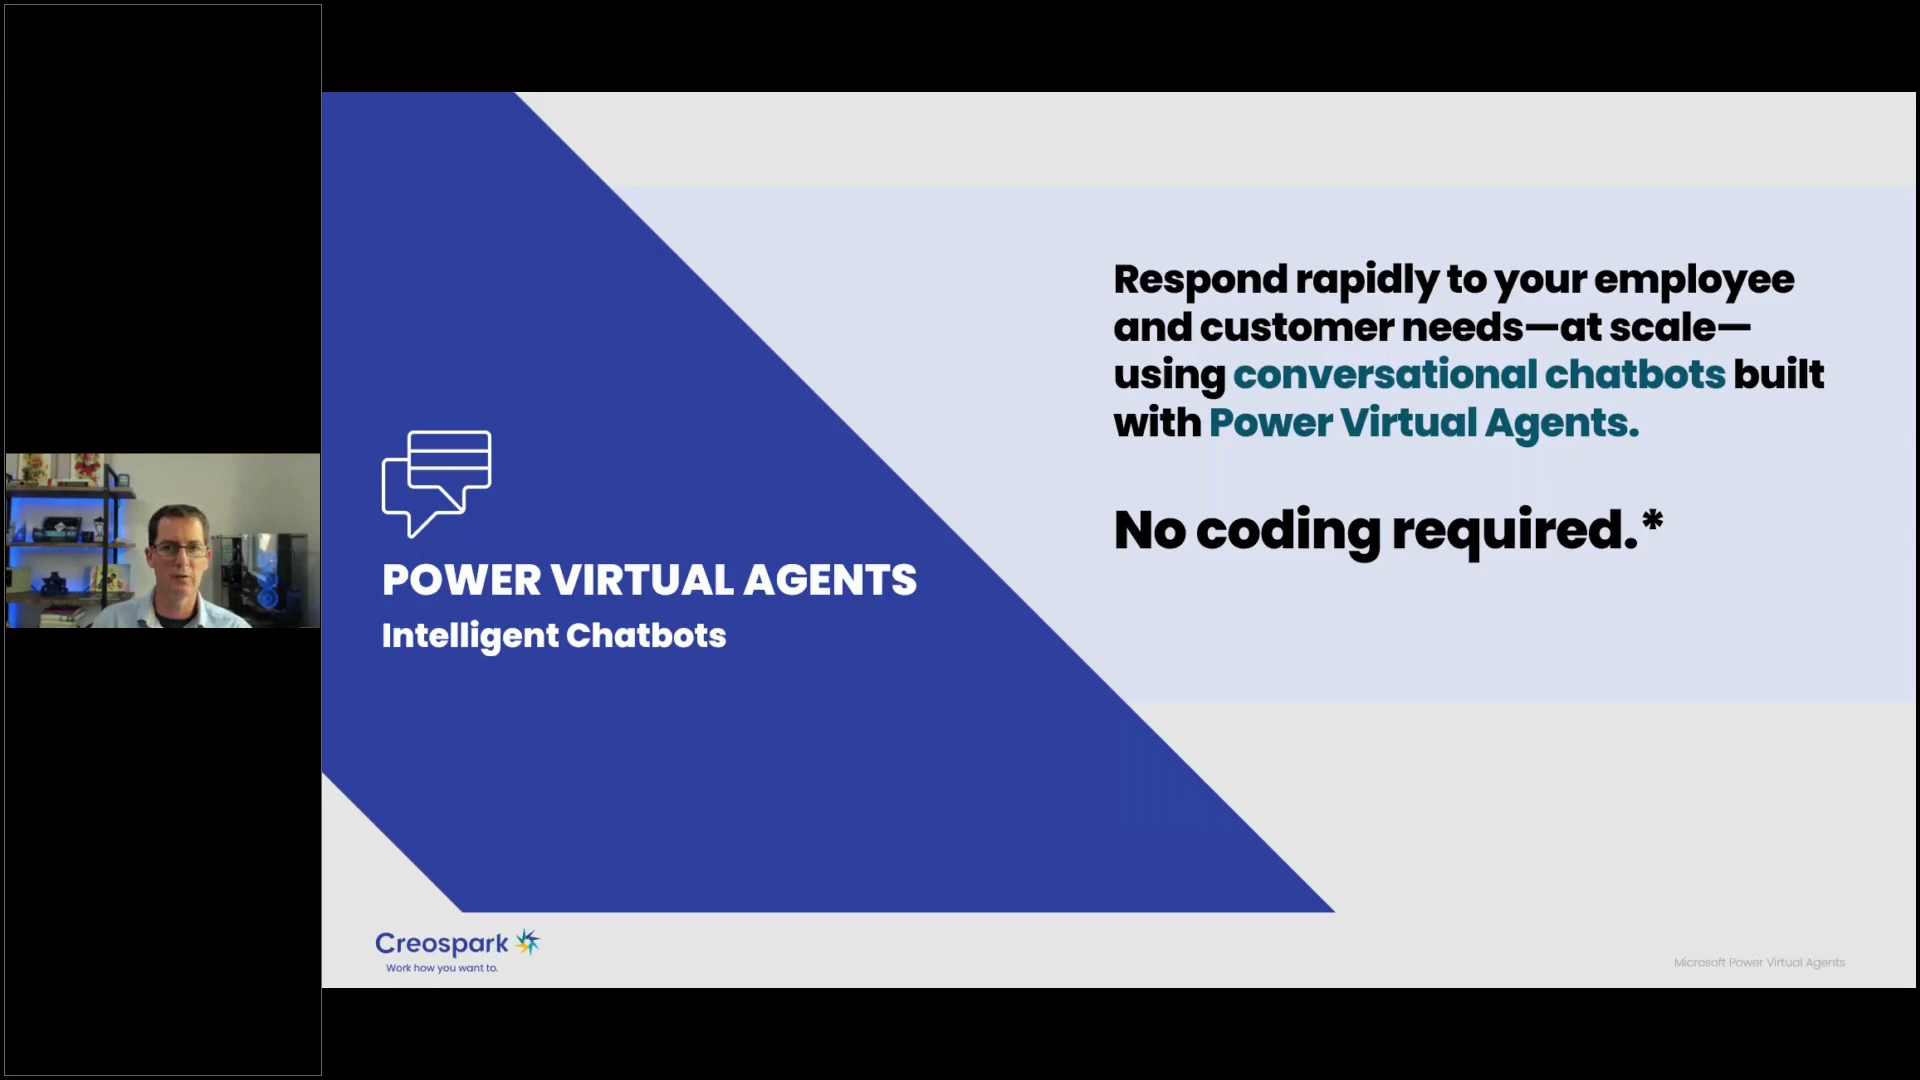 POWER VIRTUAL AGENTS
Intelligent Chatbots
Respond rapidly to your employee
and customer needs—at scale—
using conversational chatbots built
with Power Virtual Agents.
No coding required.*
Creospark
Work how you want to.
Microsoft Power Virtual Agents